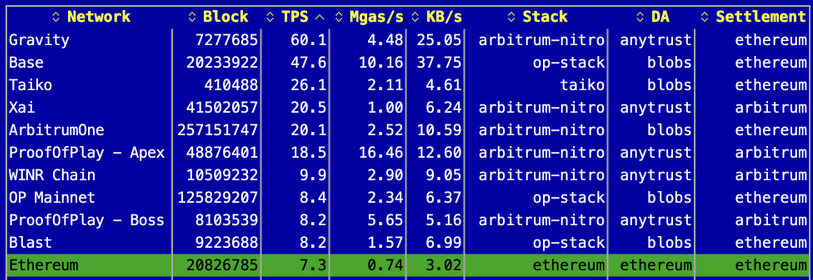 ◇ Network ◇ Block ◇ TPS ^ ◇ Mgas/s ◇ KB/s ◇ Stack ◇ DA ◇ Settlement
Gravity 7277685 60.1 4.48 25.05 arbitrum-nitro anytrust ethereum
Base 20233922 47.6 10.16 37.75 op-stack blobs ethereum
Taiko 410488 26.1 2.11 4.61 taiko blobs ethereum
Xai 41502057 20.5 1.00 6.24 arbitrum-nitro anytrust arbitrum
ArbitrumOne 257151747 20.1 2.52 10.59 arbitrum-nitro blobs ethereum
ProofOfPlay - Apex 48876401 18.5 16.46 12.60 arbitrum-nitro anytrust arbitrum
WINR Chain 10509232 9.9 2.90 9.05 arbitrum-nitro anytrust arbitrum
OP Mainnet 125829207 8.4 2.34 6.37 op-stack blobs ethereum
ProofOfPlay - Boss 8103539 8.2 5.65 5.16 arbitrum-nitro anytrust arbitrum
Blast 9223688 8.2 1.57 6.99 op-stack blobs ethereum
Ethereum 20826785 7.3 0.74 3.02 ethereum ethereum ethereum